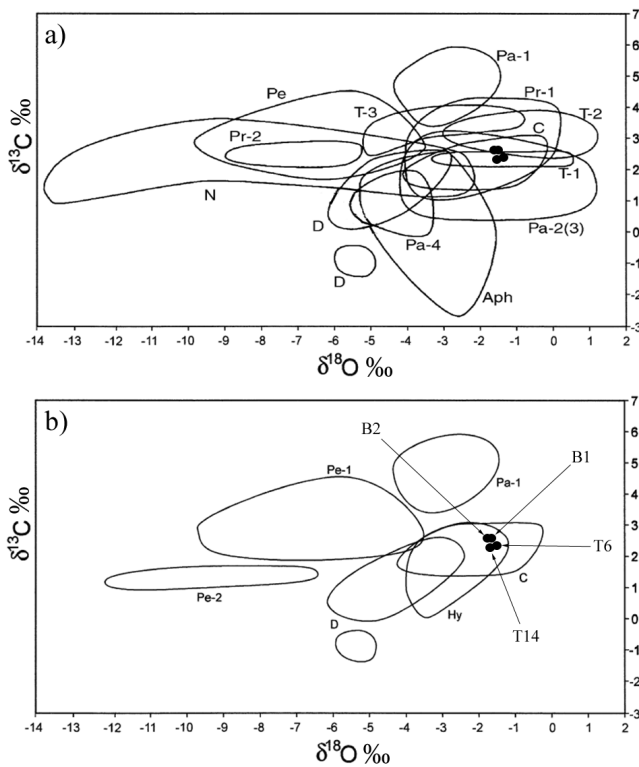 a)
7
6
5
4
3
2
1
0
-1
-2
-3
δ¹³C ‰
Pa-1
Pe
Pr-1
T-3
T-2
C
Pr-2
T-1
N
D
Pa-4
Pa-2(3)
D
Aph
-14 -13 -12 -11 -10 -9 -8 -7 -6 -5 -4 -3 -2 -1 0 1 2
δ¹⁸O ‰
b)
7
6
5
4
3
2
1
0
-1
-2
-3
δ¹³C ‰
B2
B1
Pe-1
Pa-1
T6
C
Pe-2
Hy
D
T14
-14 -13 -12 -11 -10 -9 -8 -7 -6 -5 -4 -3 -2 -1 0 1 2
δ¹⁸O ‰